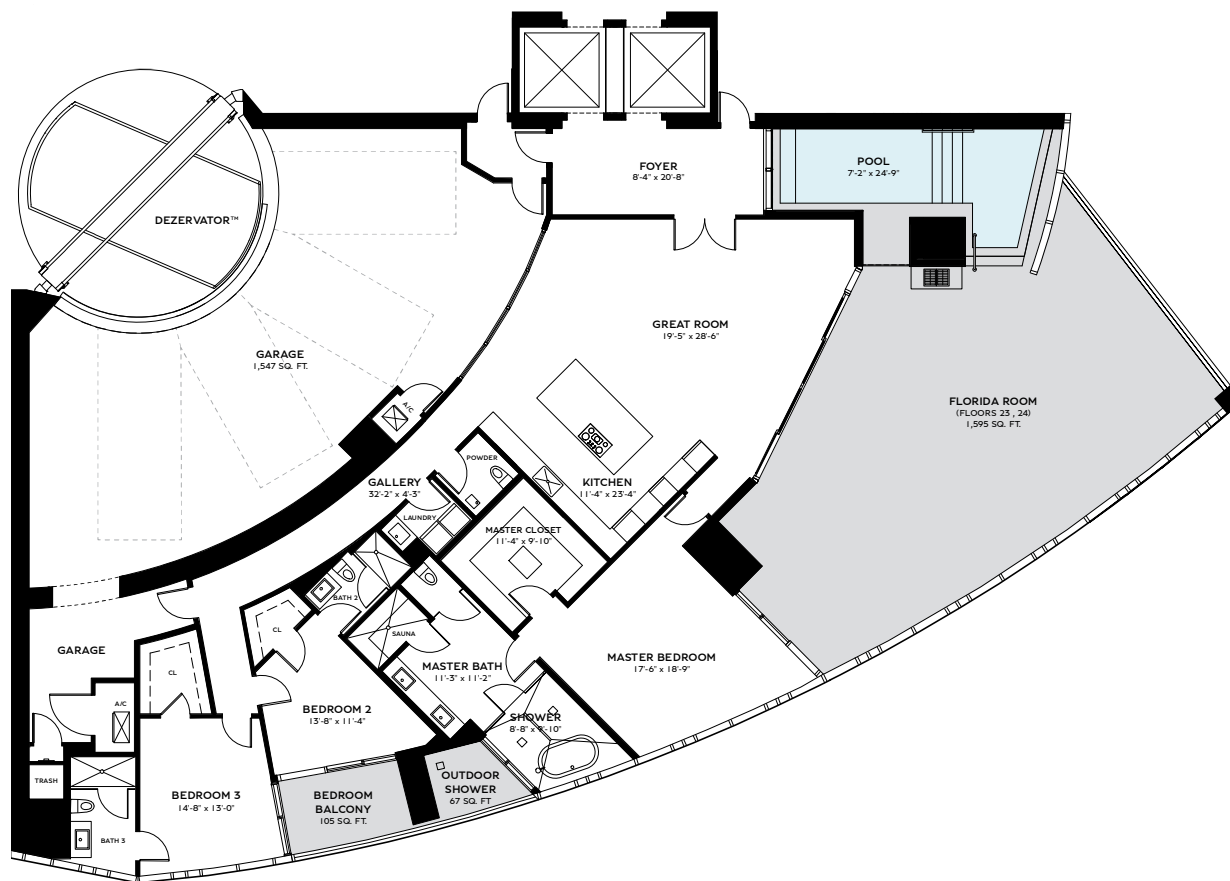 FOYER
8'-4" x 20'-8"
POOL
7'-2" x 24'-9"
DEZERVATOR™
GREAT ROOM
19'-5" x 28'-6"
GARAGE
1,547 SQ. FT.
A/C
FLORIDA ROOM
(FLOORS 23 , 24)
1,595 SQ. FT.
POWDER
GALLERY
32'-2" x 4'-3"
KITCHEN
11'-4" x 23'-4"
LAUNDRY
MASTER CLOSET
11'-4" x 9'-10"
BATH 2
CL
SAUNA
GARAGE
CL
MASTER BATH
11'-3" x 11'-2"
MASTER BEDROOM
17'-6" x 18'-9"
A/C
BEDROOM 2
13'-8" x 11'-4"
SHOWER
8'-8" x 9'-10"
TRASH
BEDROOM 3
14'-8" x 13'-0"
BEDROOM
BALCONY
105 SQ. FT.
OUTDOOR
SHOWER
67 SQ. FT
BATH 3